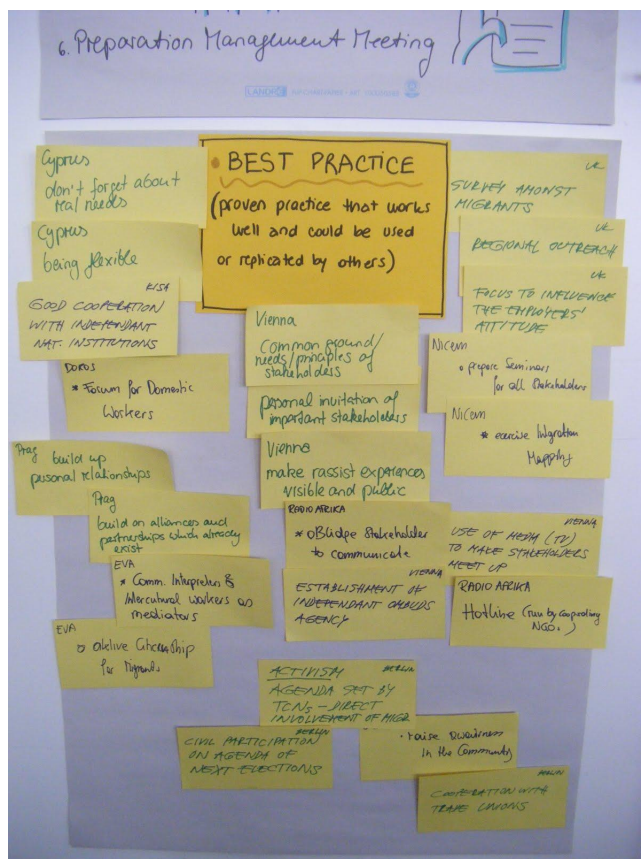 6. Preparation Management Meeting
LANDRÖ
Cyprus
don't forget about
real needs
Cyprus
being flexible
KISA
GOOD COOPERATION
WITH INDEPENDANT
NAT. INSTITUTIONS
DOROS
* Forum for Domestic
Workers
Prag build up
personal relationships
Prag
build on alliances and
partnerships which already
exist
EVA
* Comm. Interpreters &
Intercultural workers as
mediators
EVA
o aktive Citizenship
for Migrants
• BEST PRACTICE
(proven practice that works
well and could be used
or replicated by others)
Vienna
Common ground/
needs/principles of
stakeholders
personal invitation of
important stakeholders
Vienna
make rassist experiences
visible and public
RADIO AFRIKA
* oblidge Stakeholder
to communicate
VIENNA
ESTABLISHMENT OF
INDEPENDANT OMBUDS
AGENCY
UK
SURVEY AMONST
MIGRANTS
UK
REGIONAL OUTREACH
UK
FOCUS TO INFLUENCE
THE EMPLOYERS'
ATTITUDE
Nicem
o prepare Seminars
for all Stakeholders
Nicem
* exercise Migration
Mapping
VIENNA
USE OF MEDIA (TV)
TO MAKE STAKEHOLDERS
MEET UP
RADIO AFRIKA
Hotline (run by cooperating
NGO.)
ACTIVISM BERLIN
AGENDA SET BY
TCNs - DIRECT
INVOLVEMENT OF MIGR.
BERLIN
CIVIL PARTICIPATION
ON AGENDA OF
NEXT ELECTIONS
• raise awareness
in the Community
BERLIN
COOPERATION WITH
TRADE UNIONS